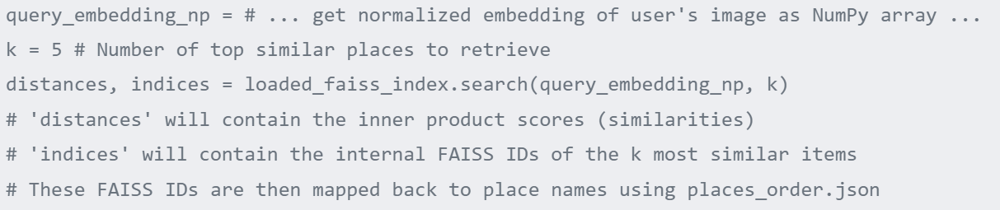 query_embedding_np = # ... get normalized embedding of user's image as NumPy array ...
k = 5 # Number of top similar places to retrieve
distances, indices = loaded_faiss_index.search(query_embedding_np, k)
# 'distances' will contain the inner product scores (similarities)
# 'indices' will contain the internal FAISS IDs of the k most similar items
# These FAISS IDs are then mapped back to place names using places_order.json